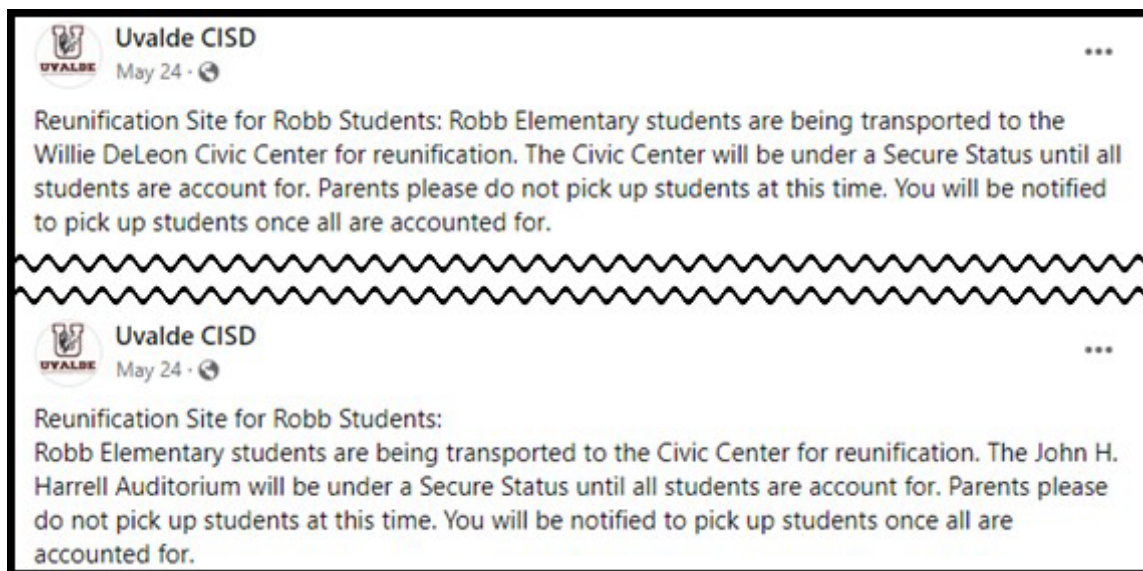 UVALDE
Uvalde CISD
May 24 ·
Reunification Site for Robb Students: Robb Elementary students are being transported to the
Willie DeLeon Civic Center for reunification. The Civic Center will be under a Secure Status until all
students are account for. Parents please do not pick up students at this time. You will be notified
to pick up students once all are accounted for.
UVALDE
Uvalde CISD
May 24 ·
Reunification Site for Robb Students:
Robb Elementary students are being transported to the Civic Center for reunification. The John H.
Harrell Auditorium will be under a Secure Status until all students are account for. Parents please
do not pick up students at this time. You will be notified to pick up students once all are
accounted for.